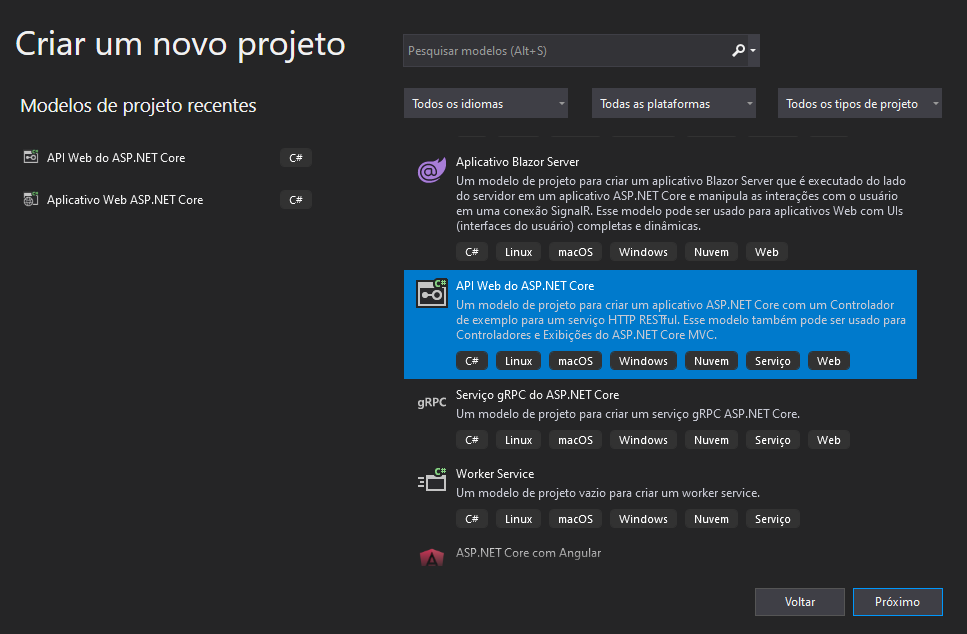 Criar um novo projeto
Pesquisar modelos (Alt+S)
Modelos de projeto recentes
Todos os idiomas
Todas as plataformas
Todos os tipos de projeto
API Web do ASP.NET Core
C#
Aplicativo Web ASP.NET Core
C#
Aplicativo Blazor Server
Um modelo de projeto para criar um aplicativo Blazor Server que é executado do lado
do servidor em um aplicativo ASP.NET Core e manipula as interações com o usuário
em uma conexão SignalR. Esse modelo pode ser usado para aplicativos Web com UIs
(interfaces do usuário) completas e dinâmicas.
C# Linux macOS Windows Nuvem Web
C#
API Web do ASP.NET Core
Um modelo de projeto para criar um aplicativo ASP.NET Core com um Controlador
de exemplo para um serviço HTTP RESTful. Esse modelo também pode ser usado para
Controladores e Exibições do ASP.NET Core MVC.
C# Linux macOS Windows Nuvem Serviço Web
gRPC
Serviço gRPC do ASP.NET Core
Um modelo de projeto para criar um serviço gRPC ASP.NET Core.
C# Linux macOS Windows Nuvem Serviço Web
C#
Worker Service
Um modelo de projeto vazio para criar um worker service.
C# Linux macOS Windows Nuvem Serviço
A
ASP.NET Core com Angular
Voltar
Próximo